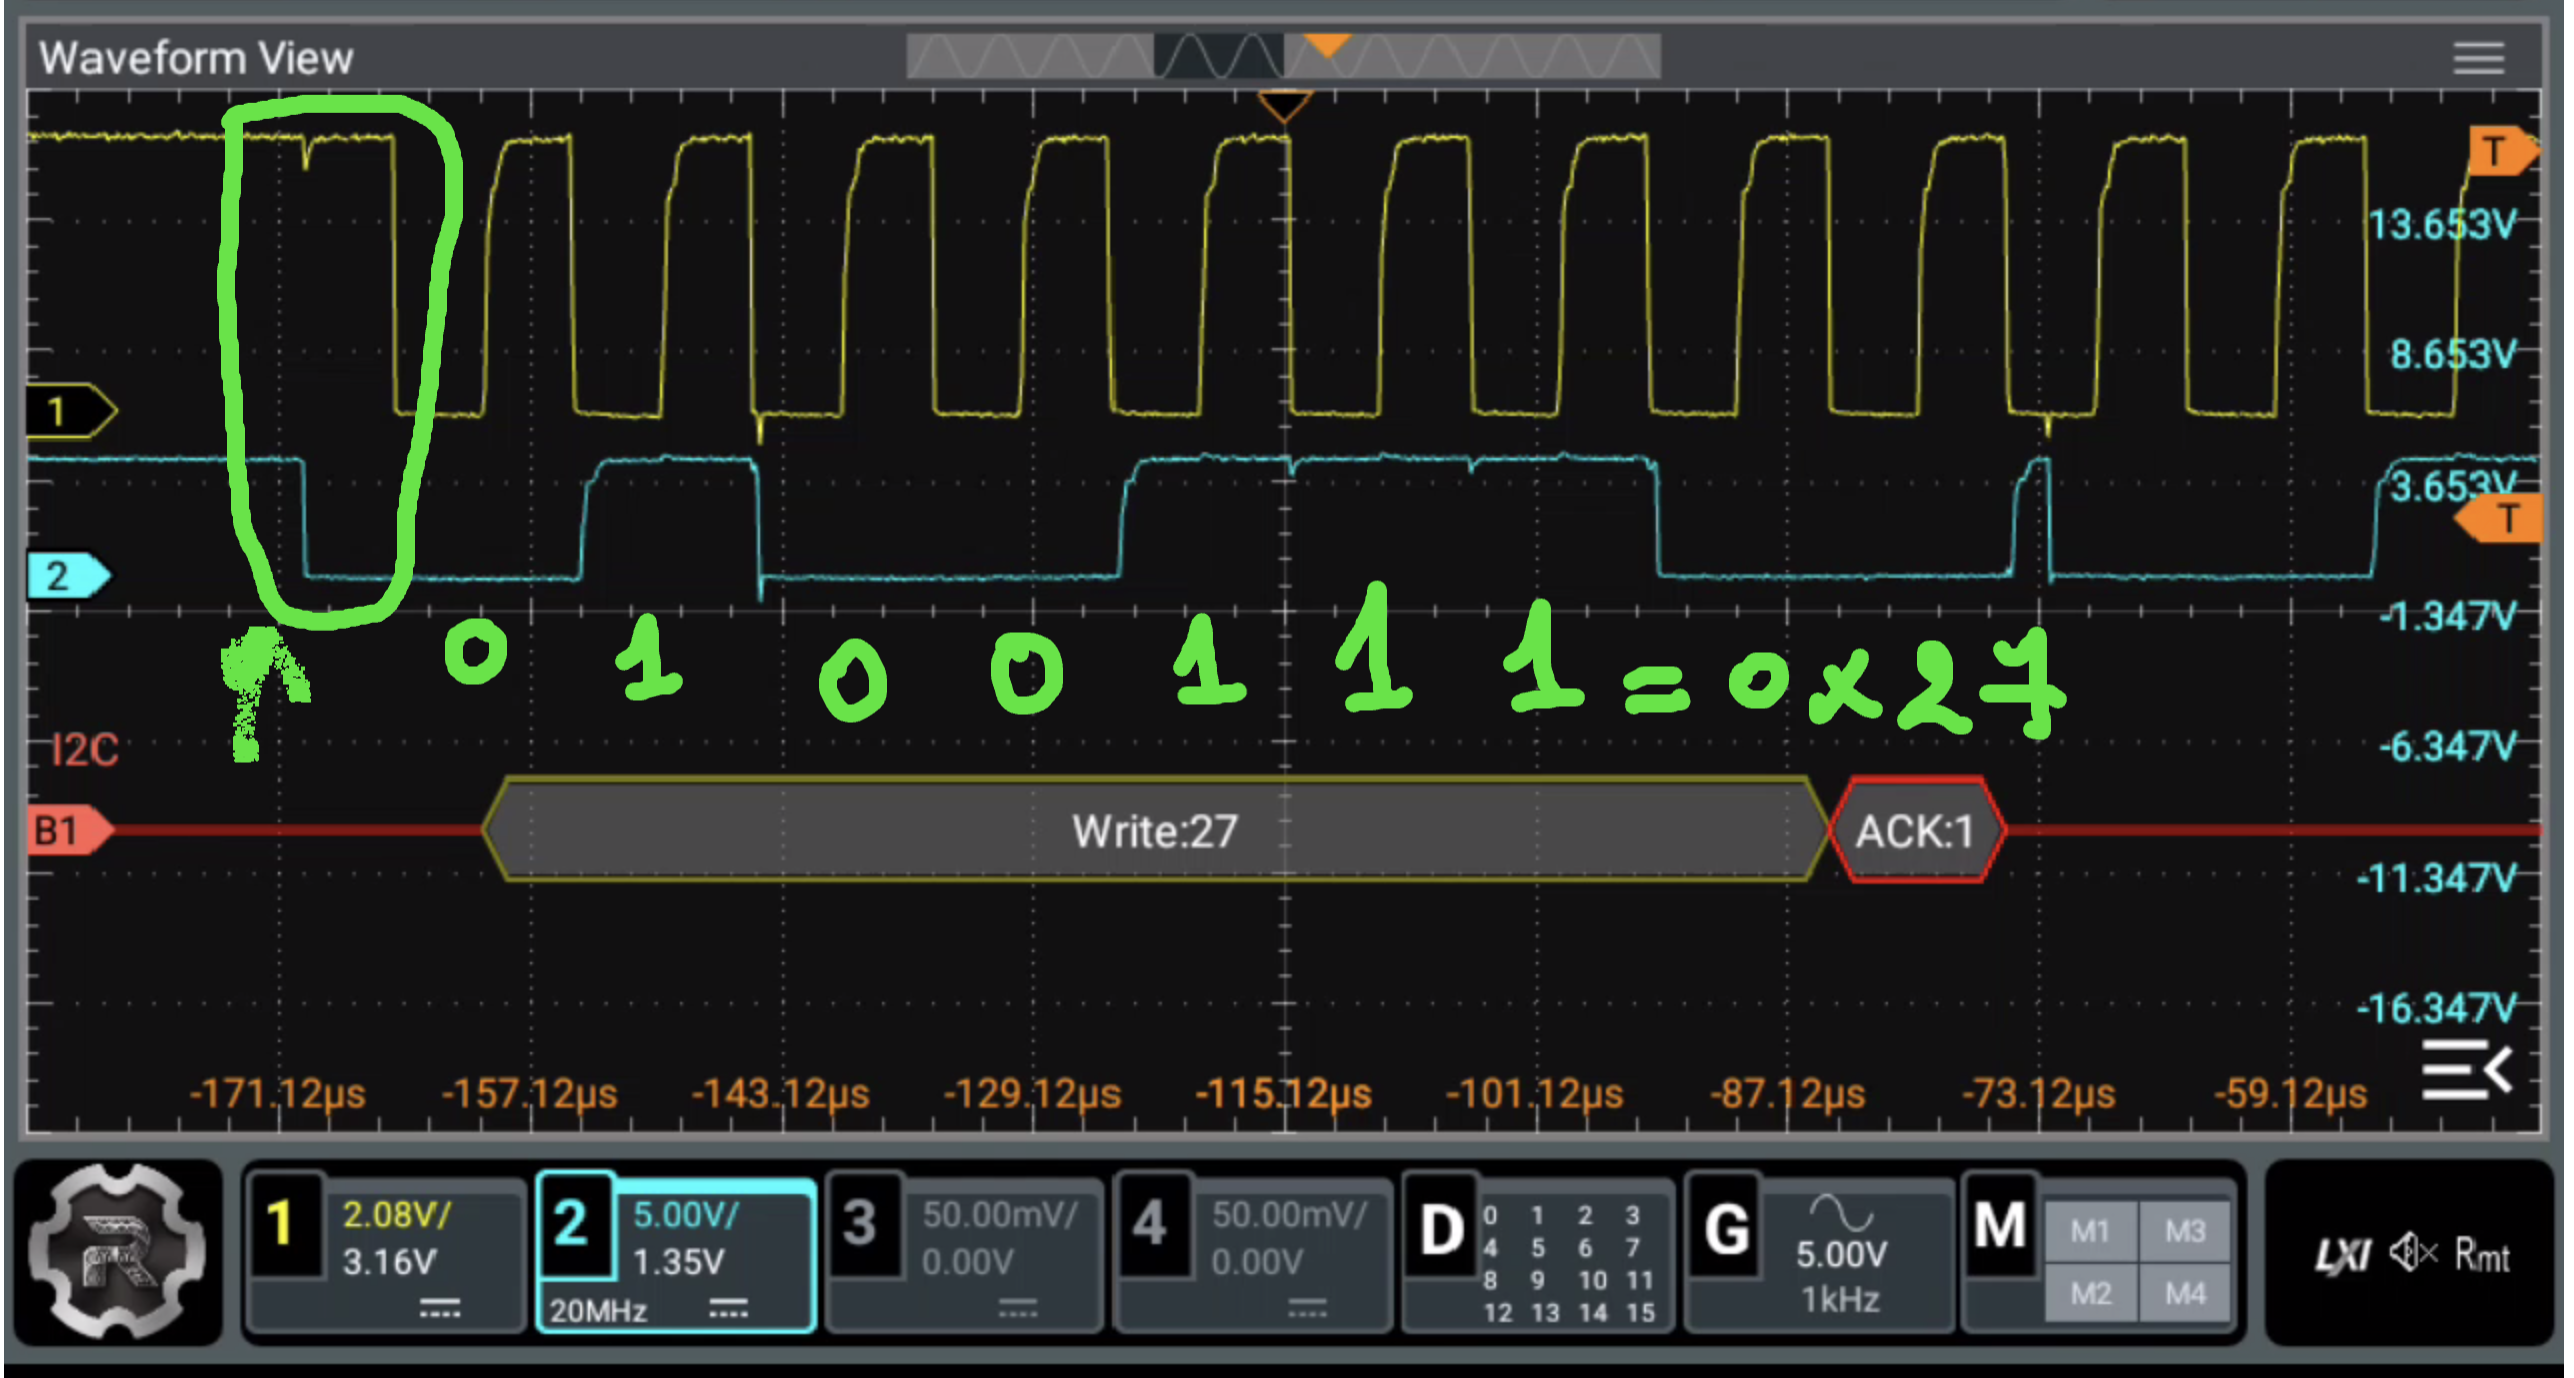 Waveform View
T
13.653V
8.653V
1
3.653V
T
2
-1.347V
0 1 0 0 1 1 1 = 0x27
I2C
-6.347V
B1
Write:27
ACK:1
-11.347V
-16.347V
-171.12µs -157.12µs -143.12µs -129.12µs -115.12µs -101.12µs -87.12µs -73.12µs -59.12µs
1 2.08V/
3.16V
2 5.00V/
1.35V
20MHz
3 50.00mV/
0.00V
4 50.00mV/
0.00V
D
0 1 2 3
4 5 6 7
8 9 10 11
12 13 14 15
G
5.00V
1kHz
M
M1 M3
M2 M4
LXI Rmt
R